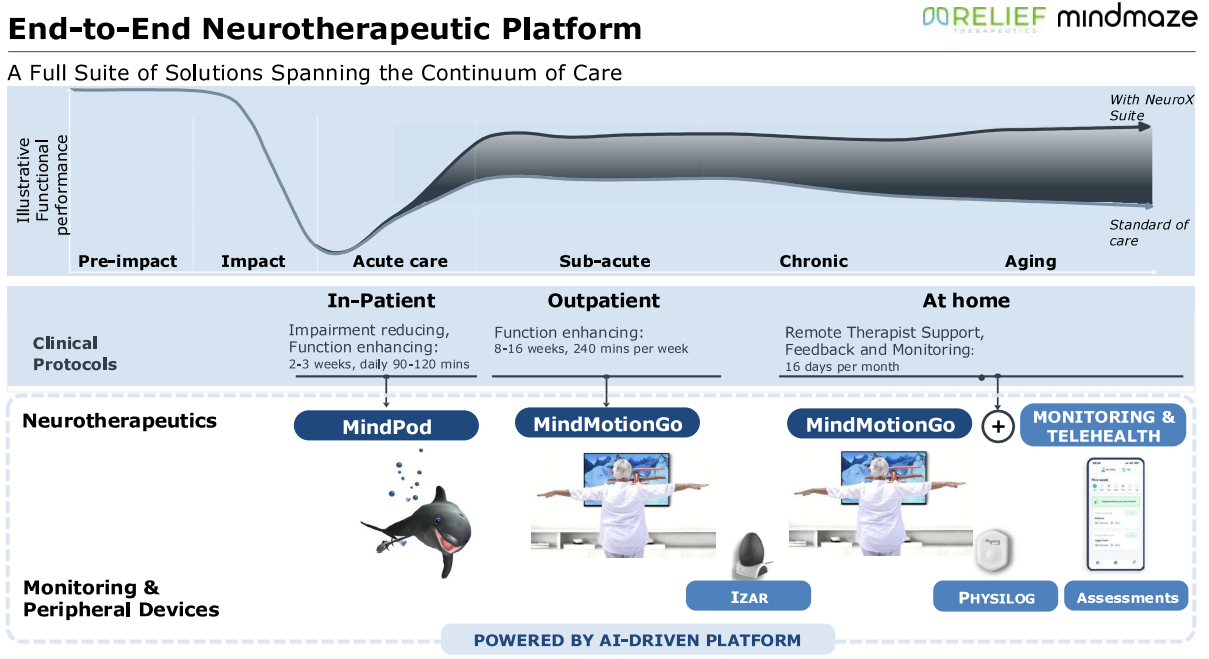 End-to-End Neurotherapeutic Platform
RELIEF
THERAPEUTICS
mindmaze
A Full Suite of Solutions Spanning the Continuum of Care
Illustrative
Functional
performance
With NeuroX
Suite
Standard of
care
Pre-impact
Impact
Acute care
Sub-acute
Chronic
Aging
In-Patient
Outpatient
At home
Clinical
Protocols
Impairment reducing,
Function enhancing:
2-3 weeks, daily 90-120 mins
Function enhancing:
8-16 weeks, 240 mins per week
Remote Therapist Support,
Feedback and Monitoring:
16 days per month
Neurotherapeutics
MindPod
MindMotionGo
MindMotionGo
+
MONITORING &
TELEHEALTH
This week
Physilog
Monitoring &
Peripheral Devices
IZAR
PHYSILOG
Assessments
POWERED BY AI-DRIVEN PLATFORM